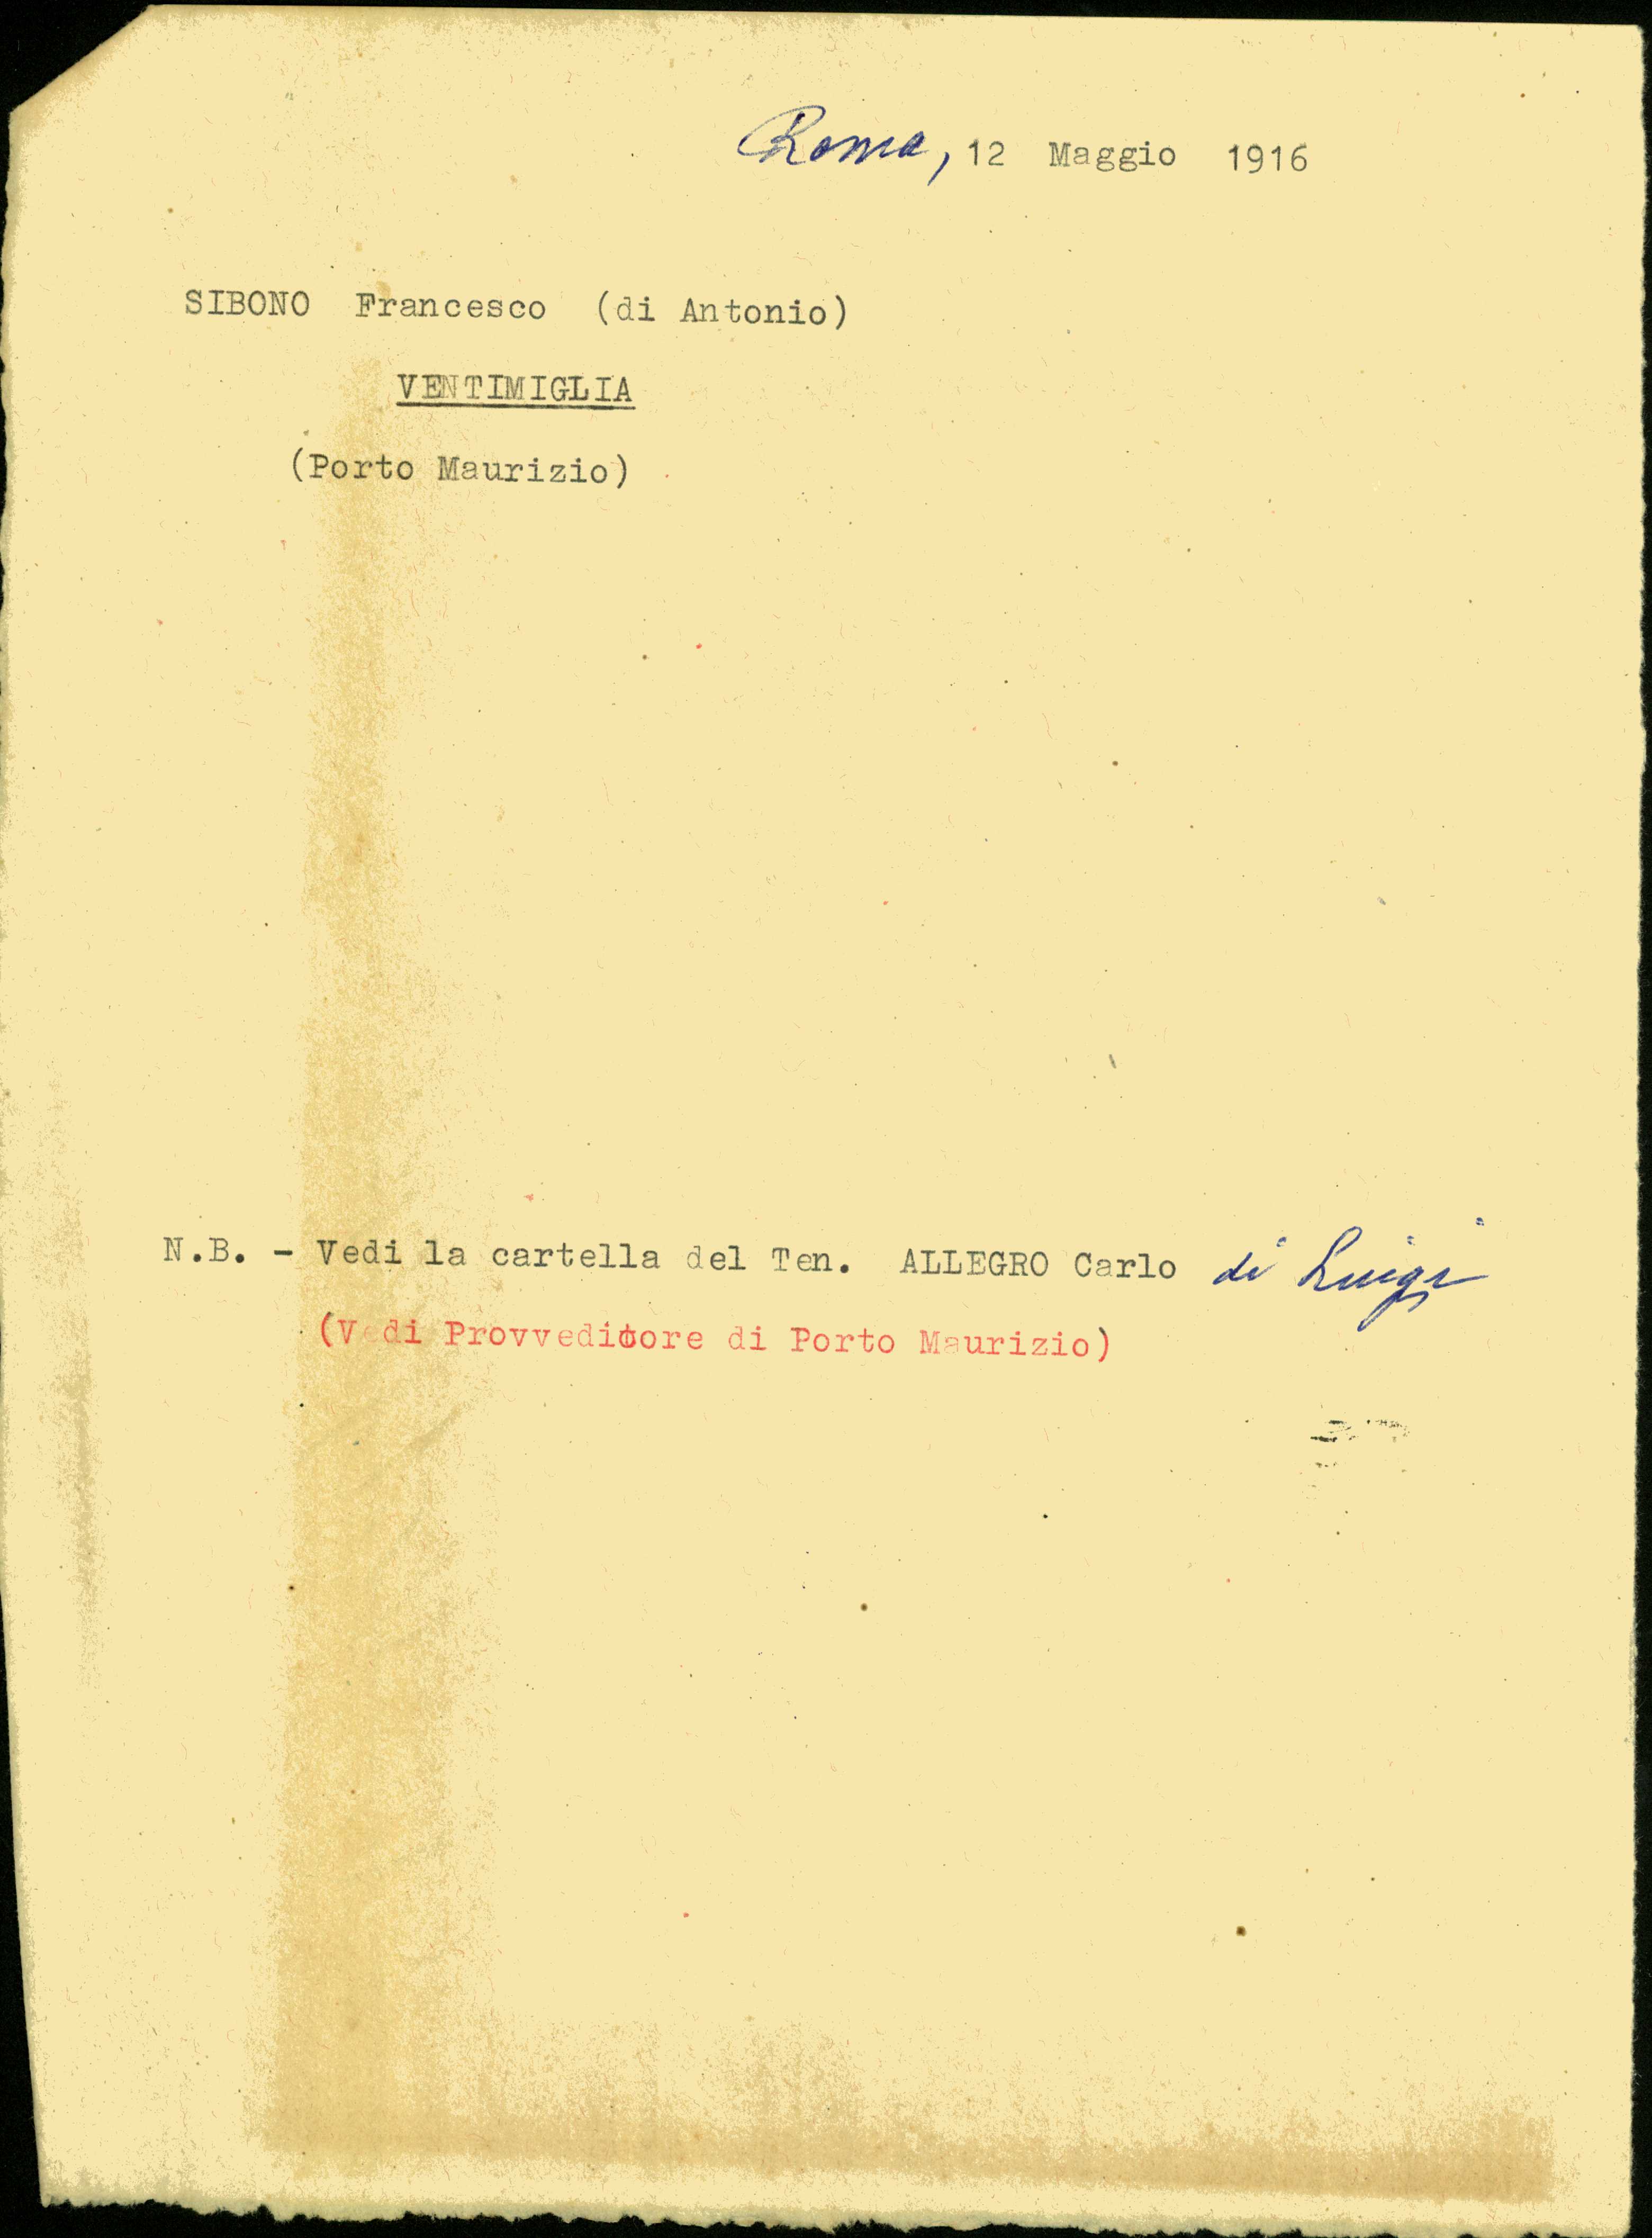 Roma, 12 Maggio 1916
SIBONO Francesco (di Antonio)
VENTIMIGLIA
(Porto Maurizio)
N.B. - Vedi la cartella del Ten. ALLEGRO Carlo di Luigi
(Vedi Provveditore di Porto Maurizio)